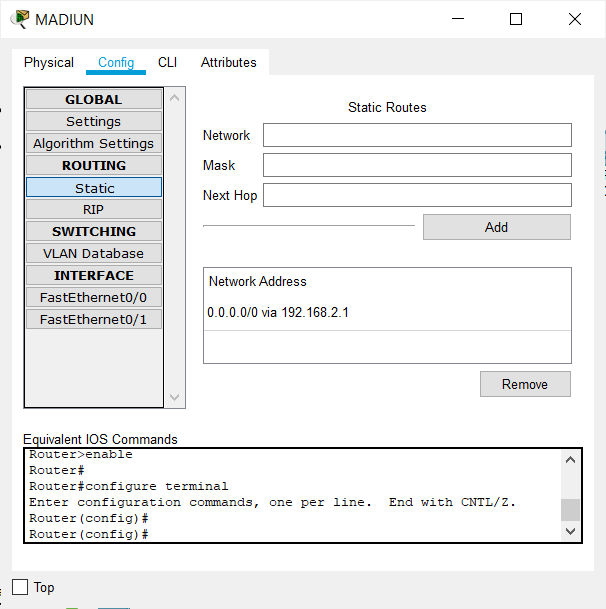 MADIUN
Physical Config CLI Attributes
GLOBAL
Settings
Algorithm Settings
ROUTING
Static
RIP
SWITCHING
VLAN Database
INTERFACE
FastEthernet0/0
FastEthernet0/1
Static Routes
Network
Mask
Next Hop
Add
Network Address
0.0.0.0/0 via 192.168.2.1
Remove
Equivalent IOS Commands
Router>enable
Router#
Router#configure terminal
Enter configuration commands, one per line. End with CNTL/Z.
Router(config)#
Router(config)#
Top